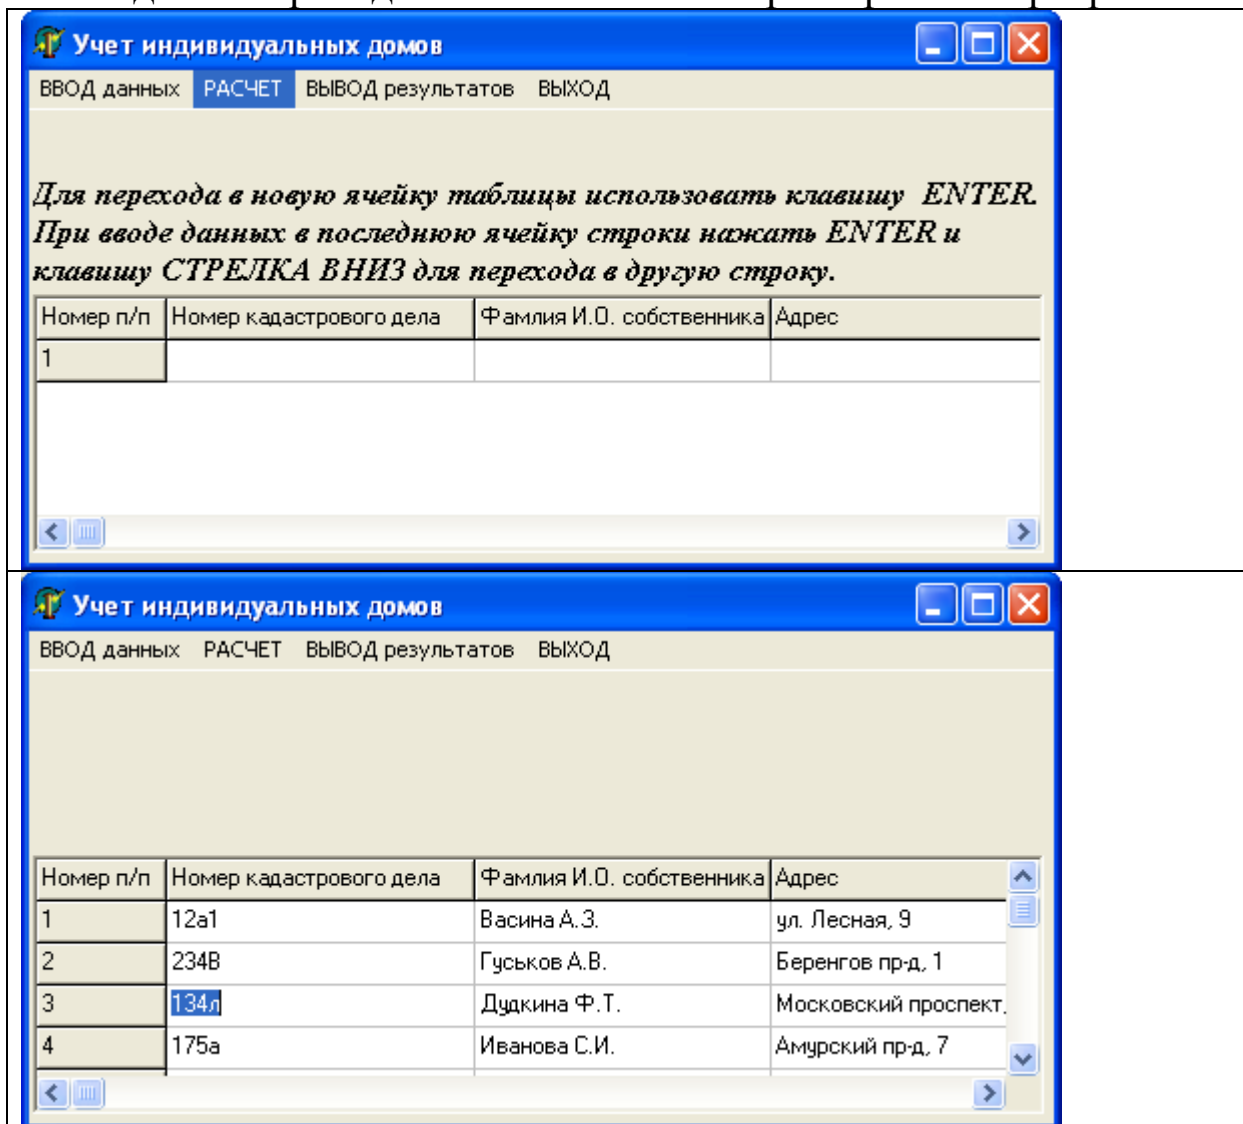 Учет индивидуальных домов
ВВОД данных РАСЧЕТ ВЫВОД результатов ВЫХОД
Для перехода в новую ячейку таблицы использовать клавишу ENTER.
При вводе данных в последнюю ячейку строки нажать ENTER и
клавишу СТРЕЛКА ВНИЗ для перехода в другую строку.
Номер п/п Номер кадастрового дела Фамлия И.О. собственника Адрес
1
Учет индивидуальных домов
ВВОД данных РАСЧЕТ ВЫВОД результатов ВЫХОД
Номер п/п Номер кадастрового дела Фамлия И.О. собственника Адрес
1 12а1 Васина А.З. ул. Лесная, 9
2 234В Гуськов А.В. Беренгов пр-д, 1
3 134л Дудкина Ф.Т. Московский проспект,
4 175а Иванова С.И. Амурский пр-д, 7